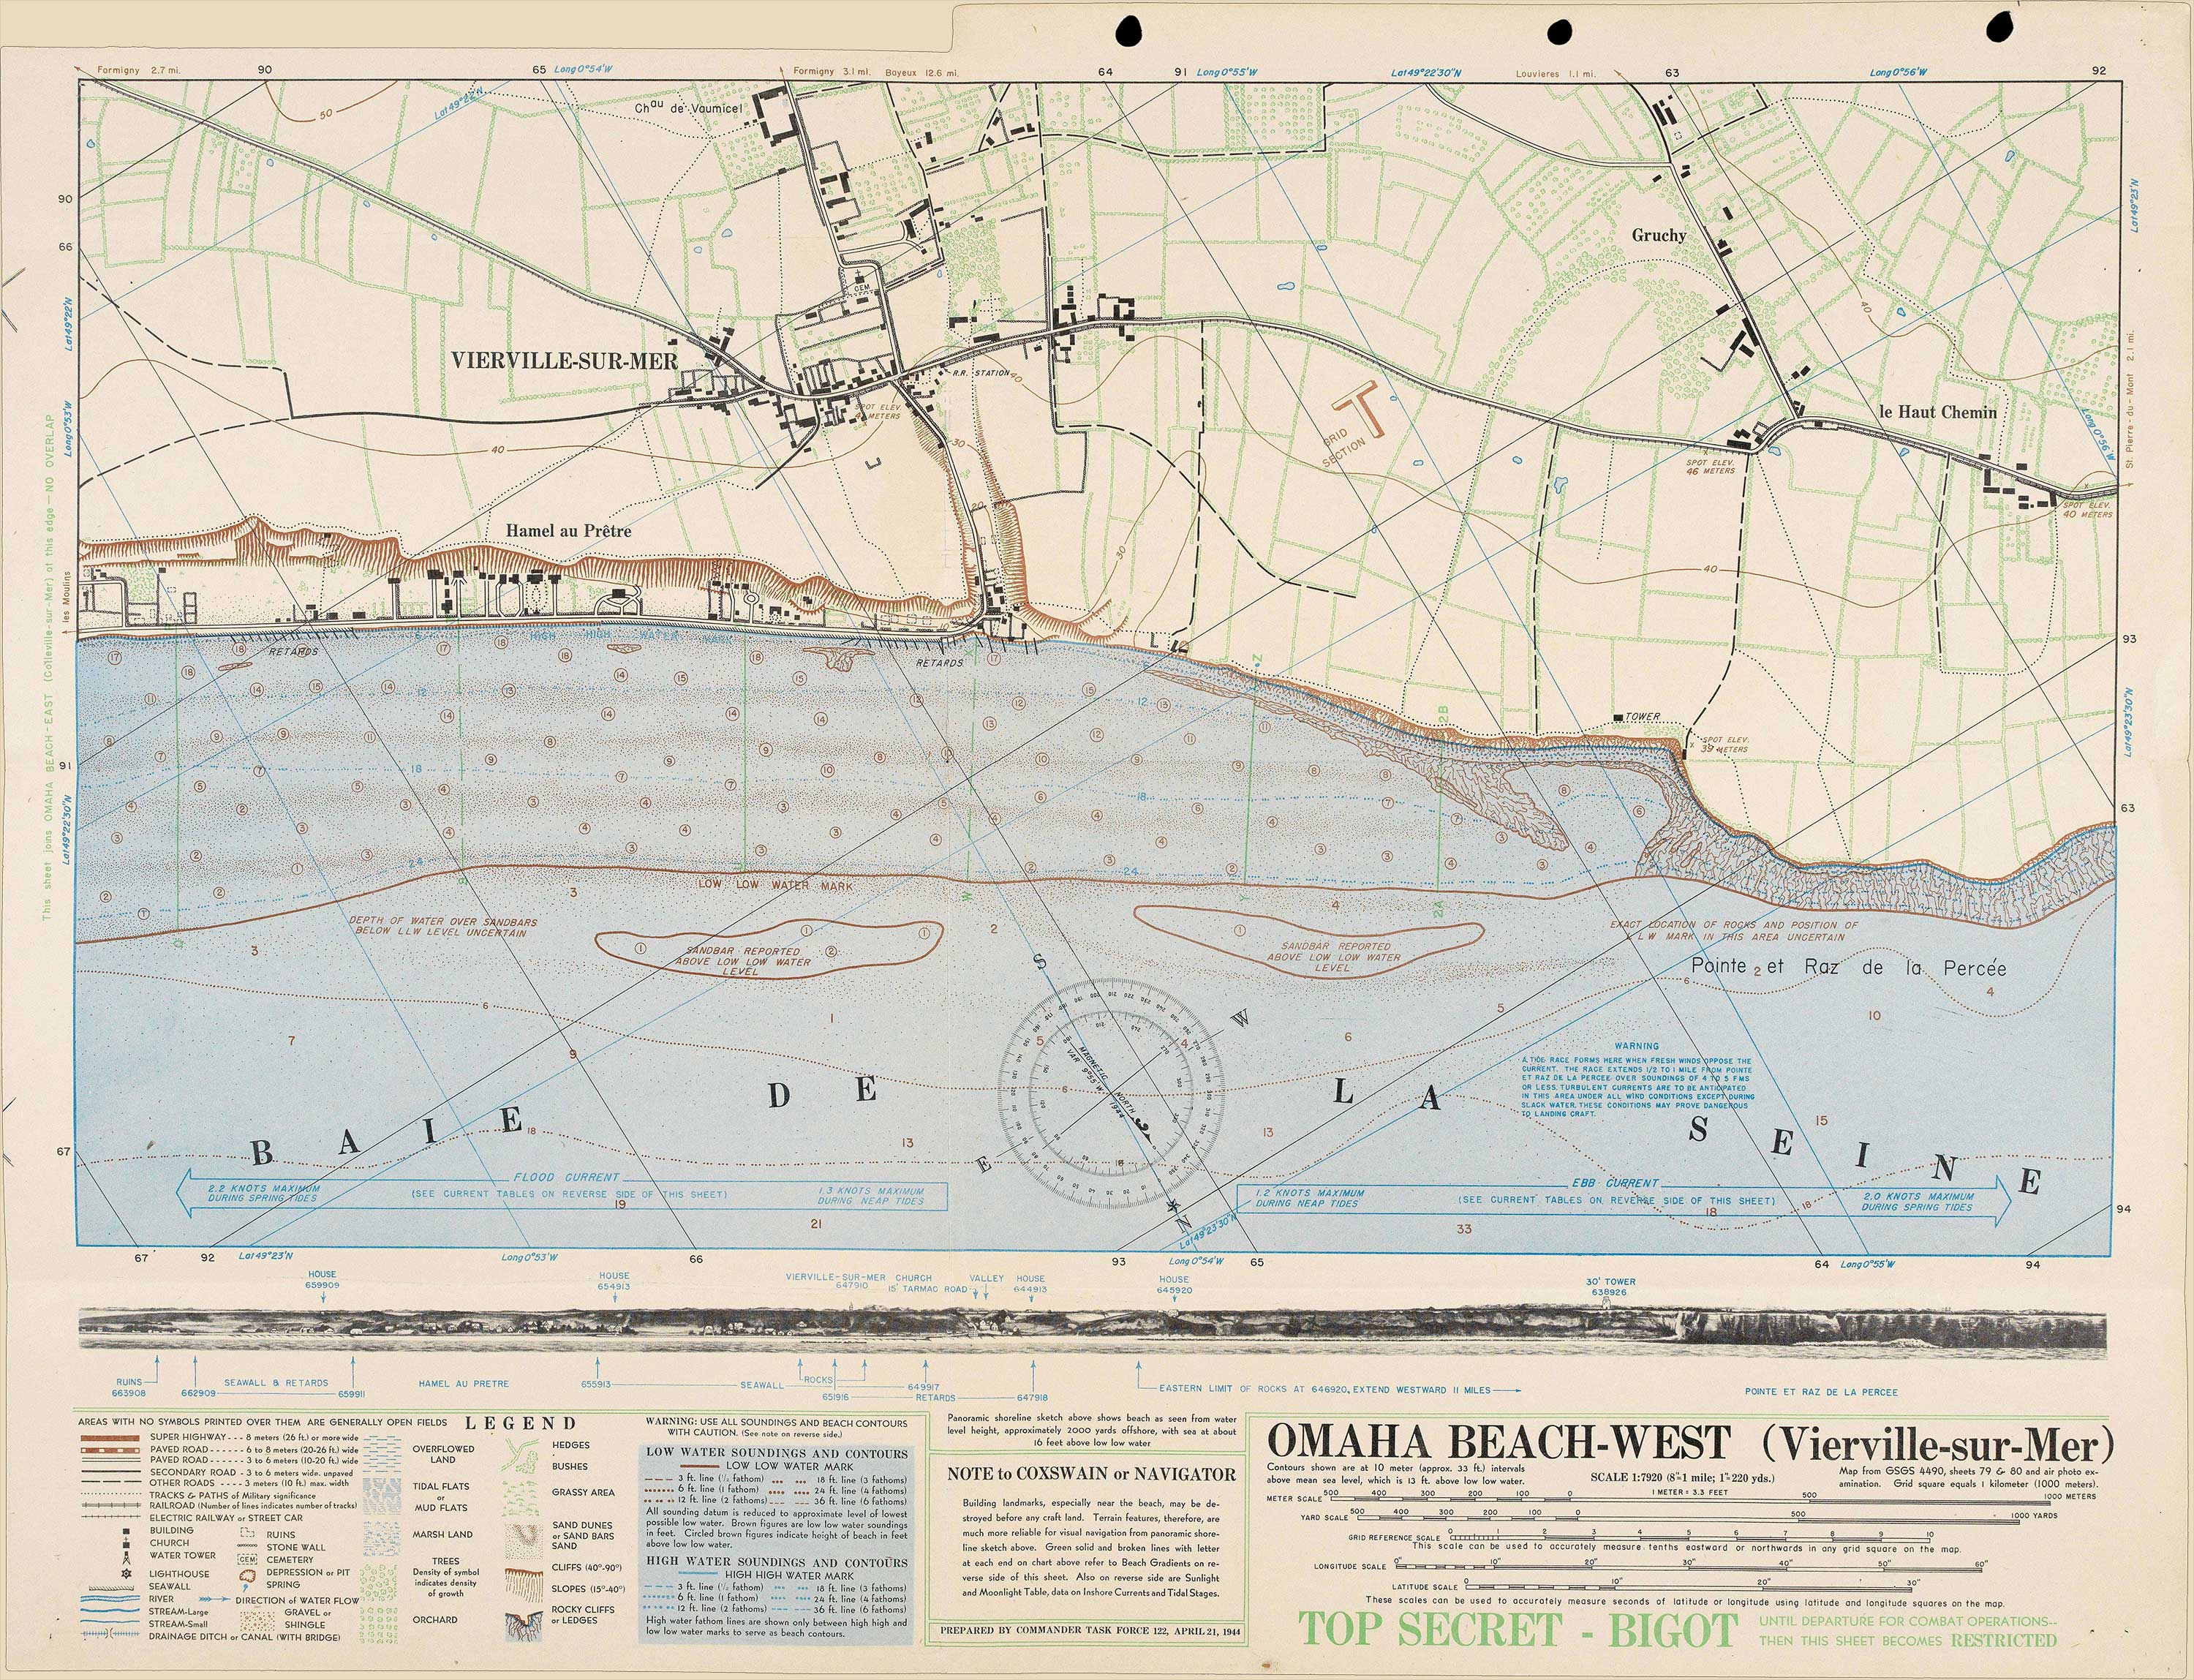 Formigny 2.7 mi.
90
65
Long 0°54'W
Formigny 3.1 mi. Bayeux 12.6 mi.
64
91
Long 0°55'W
Lat 49°22'30"N
Louvieres 1.1 mi.
63
Long 0°56'W
92
50
Lat 49°22'N
Chau de Vaumicel
90
66
Lat 49°22'N
Long 0°53'W
Lat 49°23'N
Gruchy
CEM
VIERVILLE-SUR-MER
R.R. STATION
40
SPOT ELEV.
METERS
30
40
20
30
GRID
SECTION
T
40
le Haut Chemin
SPOT ELEV.
46 METERS
SPOT ELEV.
40 METERS
Long 0°56'W
St. Pierre-du-Mont 2.1 mi.
40
This sheet joins OMAHA BEACH-EAST (Colleville-sur-Mer) at this edge — NO OVERLAP
Hamel au Prêtre
les Moulins
HIGH HIGH WATER MARK
RETARDS
RETARDS
93
Lat 49°23'30"N
TOWER
SPOT ELEV.
39 METERS
91
Lat 49°22'30"N
63
12
12
18
18
24
24
LOW LOW WATER MARK
DEPTH OF WATER OVER SANDBARS
BELOW LLW LEVEL UNCERTAIN
SANDBAR REPORTED
ABOVE LOW LOW WATER
LEVEL
SANDBAR REPORTED
ABOVE LOW LOW WATER
LEVEL
EXACT LOCATION OF ROCKS AND POSITION OF
L L W MARK IN THIS AREA UNCERTAIN
Pointe et Raz de la Percée
S
W
E
N
MAGNETIC NORTH
VAR 9°55'W 1944
WARNING
A TIDE RACE FORMS HERE WHEN FRESH WINDS OPPOSE THE
CURRENT. THE RACE EXTENDS 1/2 TO 1 MILE FROM POINTE
ET RAZ DE LA PERCEE OVER SOUNDINGS OF 4 TO 5 FMS
OR LESS. TURBULENT CURRENTS ARE TO BE ANTICIPATED
IN THIS AREA UNDER ALL WIND CONDITIONS EXCEPT DURING
SLACK WATER. THESE CONDITIONS MAY PROVE DANGEROUS
TO LANDING CRAFT.
BAIE DE LA SEINE
67
FLOOD CURRENT
2.2 KNOTS MAXIMUM
DURING SPRING TIDES
(SEE CURRENT TABLES ON REVERSE SIDE OF THIS SHEET)
1.3 KNOTS MAXIMUM
DURING NEAP TIDES
EBB CURRENT
1.2 KNOTS MAXIMUM
DURING NEAP TIDES
(SEE CURRENT TABLES ON REVERSE SIDE OF THIS SHEET)
2.0 KNOTS MAXIMUM
DURING SPRING TIDES
19
21
33
18
94
Lat 49°23'30"N
67
92
Lat 49°23'N
Long 0°53'W
66
93
Long 0°54'W
65
64
Long 0°55'W
94
HOUSE
659909
HOUSE
654913
VIERVILLE-SUR-MER CHURCH
647910
15' TARMAC ROAD
VALLEY
HOUSE
644913
HOUSE
645920
30' TOWER
638926
RUINS
663908
662909
SEAWALL & RETARDS
659911
HAMEL AU PRETRE
655913
SEAWALL
ROCKS
651916
649917
RETARDS
647918
EASTERN LIMIT OF ROCKS AT 646920, EXTEND WESTWARD 11 MILES
POINTE ET RAZ DE LA PERCEE
AREAS WITH NO SYMBOLS PRINTED OVER THEM ARE GENERALLY OPEN FIELDS
LEGEND
SUPER HIGHWAY --- 8 meters (26 ft.) or more wide
PAVED ROAD ------ 6 to 8 meters (20-26 ft.) wide
PAVED ROAD ------ 3 to 6 meters (10-20 ft.) wide
SECONDARY ROAD - 3 to 6 meters wide, unpaved
OTHER ROADS ---- 3 meters (10 ft.) max. width
TRACKS & PATHS of Military significance
RAILROAD (Number of lines indicates number of tracks)
ELECTRIC RAILWAY or STREET CAR
BUILDING
CHURCH
WATER TOWER
LIGHTHOUSE
SEAWALL
RIVER
STREAM-Large
STREAM-Small
DRAINAGE DITCH or CANAL (WITH BRIDGE)
RUINS
STONE WALL
CEM
CEMETERY
DEPRESSION or PIT
SPRING
DIRECTION of WATER FLOW
GRAVEL or
SHINGLE
OVERFLOWED
LAND
TIDAL FLATS
or
MUD FLATS
MARSH LAND
TREES
Density of symbol
indicates density
of growth
ORCHARD
HEDGES
BUSHES
GRASSY AREA
SAND DUNES
or SAND BARS
SAND
CLIFFS (40°-90°)
SLOPES (15°-40°)
ROCKY CLIFFS
or LEDGES
WARNING: USE ALL SOUNDINGS AND BEACH CONTOURS
WITH CAUTION. (See note on reverse side.)
LOW WATER SOUNDINGS AND CONTOURS
LOW LOW WATER MARK
3 ft. line (½ fathom)
18 ft. line (3 fathoms)
6 ft. line (1 fathom)
24 ft. line (4 fathoms)
12 ft. line (2 fathoms)
36 ft. line (6 fathoms)
All sounding datum is reduced to approximate level of lowest
possible low water. Brown figures are low low water soundings
in feet. Circled brown figures indicate height of beach in feet
above low low water.
HIGH WATER SOUNDINGS AND CONTOURS
HIGH HIGH WATER MARK
3 ft. line (½ fathom)
18 ft. line (3 fathoms)
6 ft. line (1 fathom)
24 ft. line (4 fathoms)
12 ft. line (2 fathoms)
36 ft. line (6 fathoms)
High water fathom lines are shown only between high high and
low low water marks to serve as beach contours.
Panoramic shoreline sketch above shows beach as seen from water
level height, approximately 2000 yards offshore, with sea at about
16 feet above low low water
NOTE to COXSWAIN or NAVIGATOR
Building landmarks, especially near the beach, may be de-
stroyed before any craft land. Terrain features, therefore, are
much more reliable for visual navigation from panoramic shore-
line sketch above. Green solid and broken lines with letter
at each end on chart above refer to Beach Gradients on re-
verse side of this sheet. Also on reverse side are Sunlight
and Moonlight Table, data on Inshore Currents and Tidal Stages.
PREPARED BY COMMANDER TASK FORCE 122, APRIL 21, 1944
OMAHA BEACH-WEST (Vierville-sur-Mer)
Contours shown are at 10 meter (approx. 33 ft.) intervals
above mean sea level, which is 13 ft. above low low water.
SCALE 1:7920 (8"=1 mile; 1"=220 yds.)
Map from GSGS 4490, sheets 79 & 80 and air photo ex-
amination. Grid square equals 1 kilometer (1000 meters).
METER SCALE 500 400 300 200 100 0 500 1000 METERS
1 METER = 3.3 FEET
YARD SCALE 500 400 300 200 100 0 500 1000 YARDS
GRID REFERENCE SCALE 0 1 2 3 4 5 6 7 8 9 10
This scale can be used to accurately measure tenths eastward or northwards in any grid square on the map.
LONGITUDE SCALE 0" 10" 20" 30" 40" 50" 60"
LATITUDE SCALE 0 10" 20" 30"
These scales can be used to accurately measure seconds of latitude or longitude using latitude and longitude squares on the map.
TOP SECRET - BIGOT
UNTIL DEPARTURE FOR COMBAT OPERATIONS--
THEN THIS SHEET BECOMES RESTRICTED